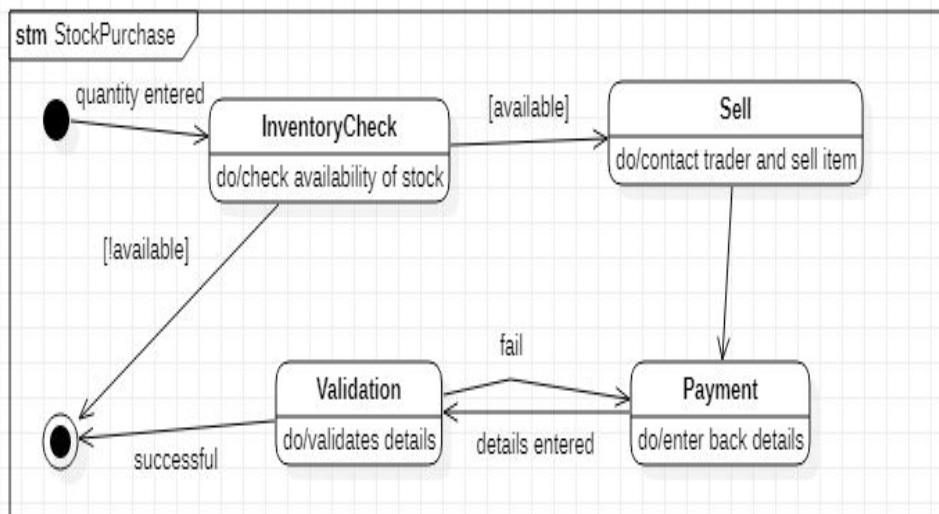 stm StockPurchase
quantity entered
InventoryCheck
do/check availability of stock
[available]
Sell
do/contact trader and sell item
[!available]
fail
Validation
do/validates details
Payment
do/enter back details
details entered
successful